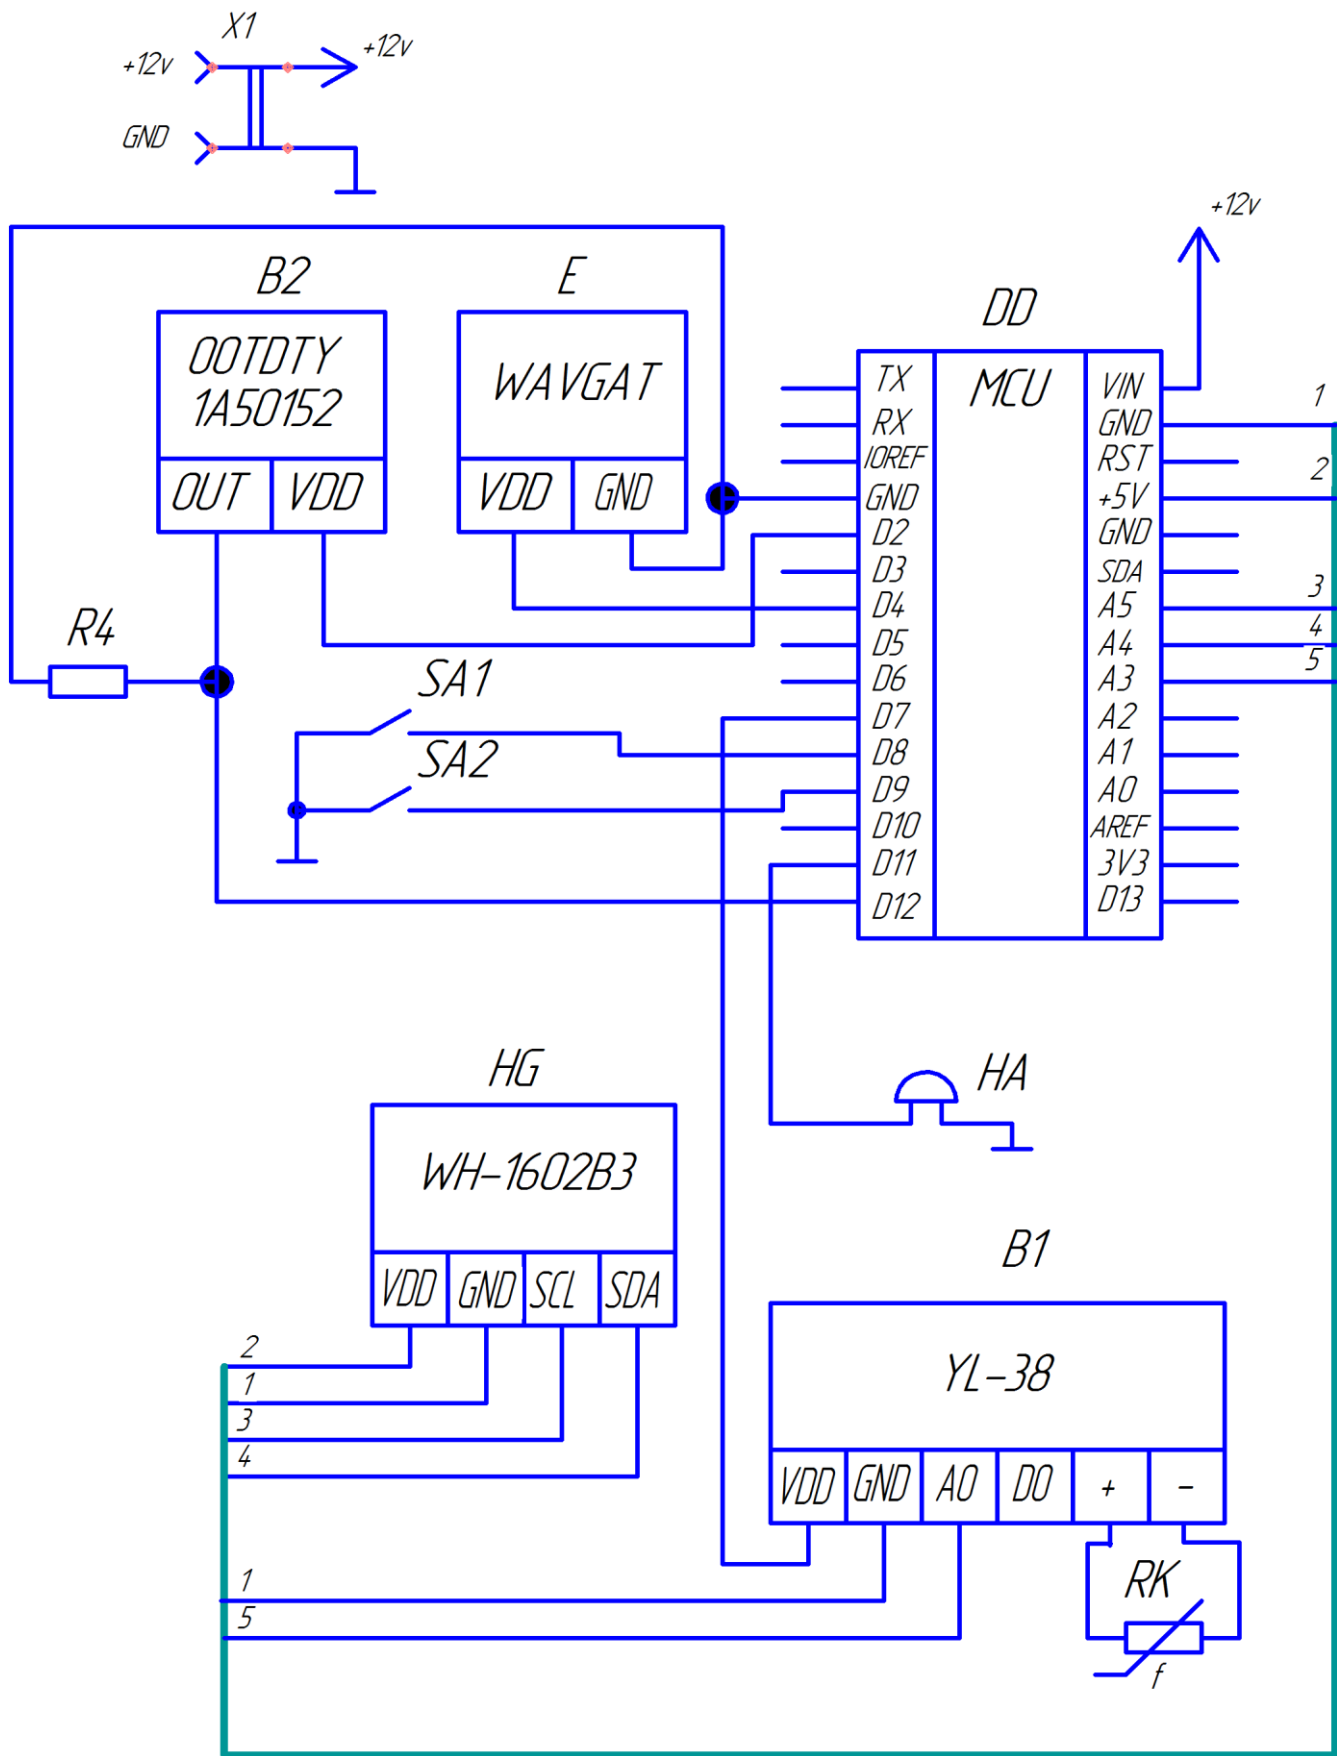 X1
+12v
+12v
GND
+12v
B2
E
DD
OOTDTY
1A50152
WAVGAT
MCU
OUT
VDD
VDD
GND
TX
RX
IOREF
GND
D2
D3
D4
D5
D6
D7
D8
D9
D10
D11
D12
VIN
GND
RST
+5V
GND
SDA
A5
A4
A3
A2
A1
A0
AREF
3V3
D13
1
2
3
4
5
R4
SA1
SA2
HA
HG
WH-1602B3
VDD
GND
SCL
SDA
2
1
3
4
1
5
B1
YL-38
VDD
GND
A0
D0
+
-
RK
f